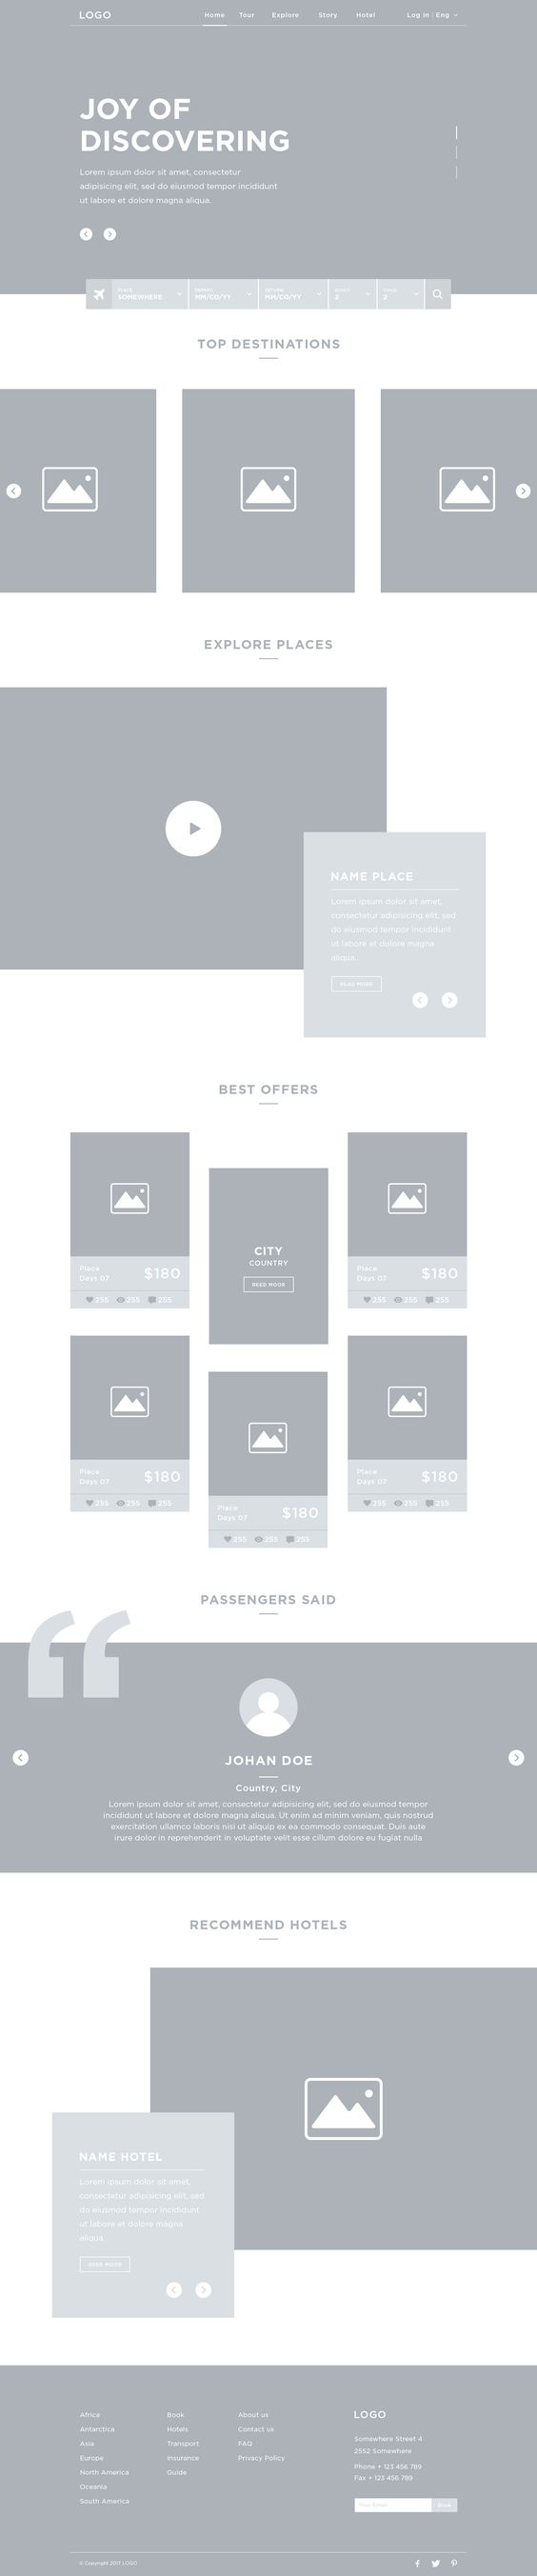 LOGO
Home Tour Explore Story Hotel Log in Eng
JOY OF
DISCOVERING
Lorem ipsum dolor sit amet, consectetur
adipisicing elit, sed do eiusmod tempor incididunt
ut labore et dolore magna aliqua.
SOMEWHERE MM/CO/YY MM/CO/YY 2 2
TOP DESTINATIONS
EXPLORE PLACES
NAME PLACE
Lorem ipsum dolor sit amet,
consectetur adipisicing elit, sed
do eiusmod tempor incididunt
ut labore et dolore magna
aliqua.
READ MORE
BEST OFFERS
Place
Days 07 $180
255 255 255
CITY
COUNTRY
READ MOOR
Place
Days 07 $180
255 255 255
Place
Days 07 $180
255 255 255
Place
Days 07 $180
255 255 255
Place
Days 07 $180
255 255 255
PASSENGERS SAID
JOHAN DOE
Country, City
Lorem ipsum dolor sit amet, consectetur adipisicing elit, sed do eiusmod tempor
incididunt ut labore et dolore magna aliqua. Ut enim ad minim veniam, quis nostrud
exercitation ullamco laboris nisi ut aliquip ex ea commodo consequat. Duis aute
irure dolor in reprehenderit in voluptate velit esse cillum dolore eu fugiat nulla
RECOMMEND HOTELS
NAME HOTEL
Lorem ipsum dolor sit amet,
consectetur adipisicing elit, sed
do eiusmod tempor incididunt
ut labore et dolore magna
aliqua.
READ MOOR
Africa
Antarctica
Asia
Europe
North America
Oceania
South America
Book
Hotels
Transport
Insurance
Guide
About us
Contact us
FAQ
Privacy Policy
LOGO
Somewhere Street 4
2552 Somewhere
Phone + 123 456 789
Fax + 123 456 789
© Copyright 2017 LOGO